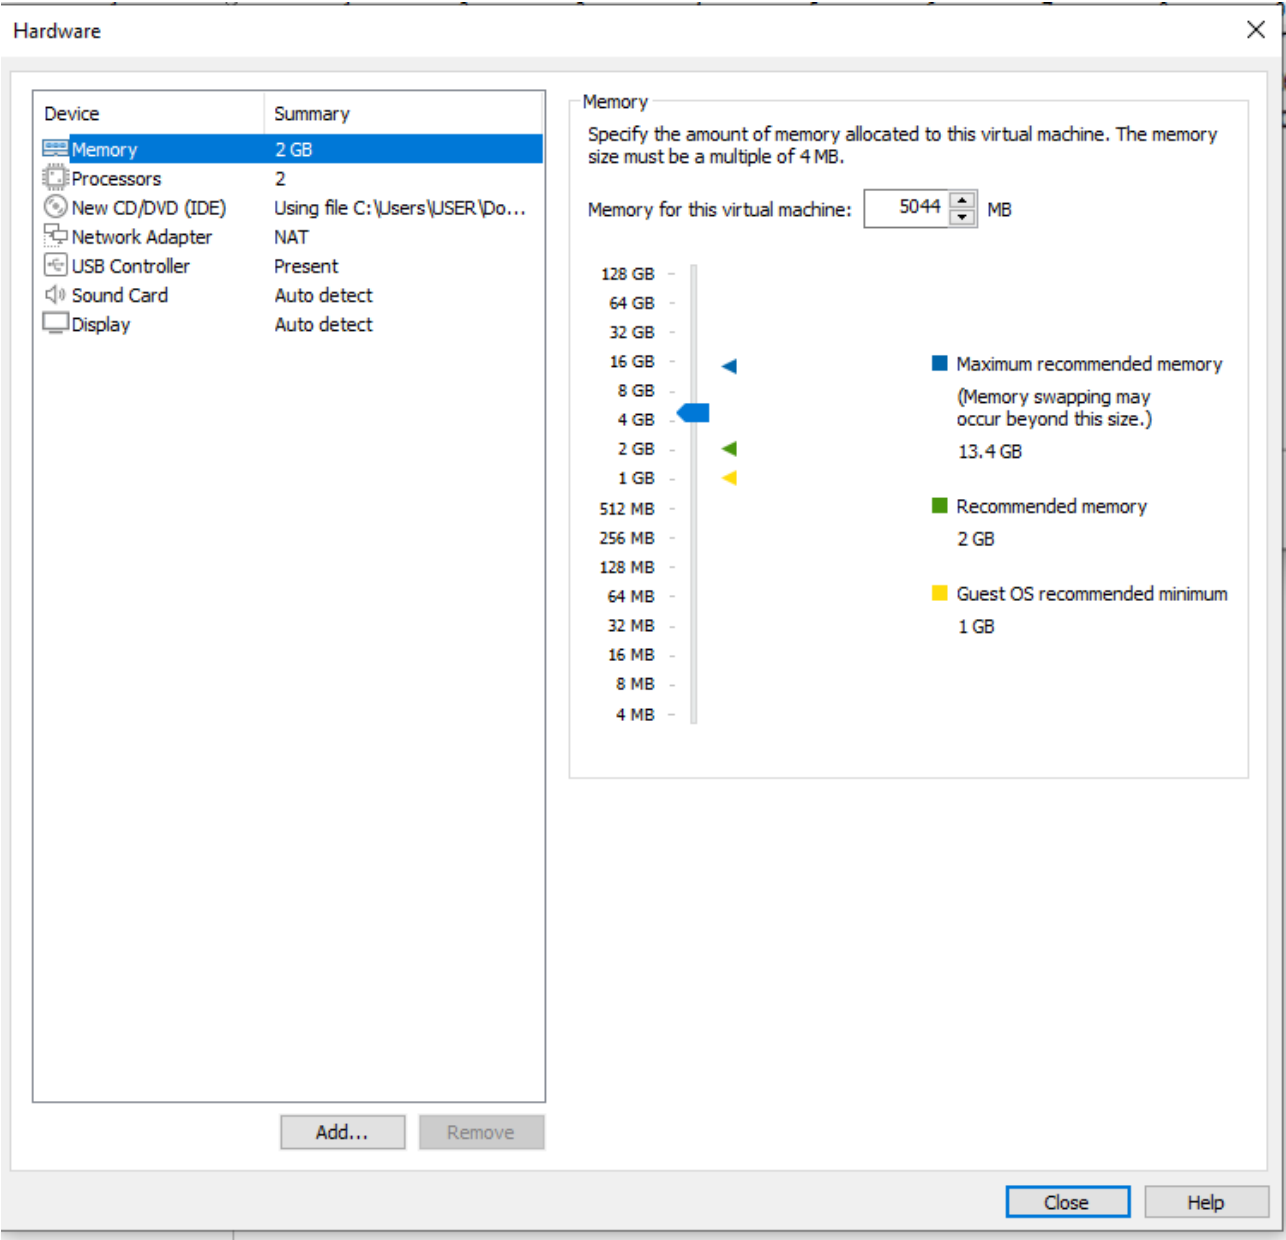 Hardware
Device Summary
Memory 2 GB
Processors 2
New CD/DVD (IDE) Using file C:\Users\USER\Do...
Network Adapter NAT
USB Controller Present
Sound Card Auto detect
Display Auto detect
Add... Remove
Memory
Specify the amount of memory allocated to this virtual machine. The memory
size must be a multiple of 4 MB.
Memory for this virtual machine: 5044 MB
128 GB
64 GB
32 GB
16 GB
8 GB
4 GB
2 GB
1 GB
512 MB
256 MB
128 MB
64 MB
32 MB
16 MB
8 MB
4 MB
Maximum recommended memory
(Memory swapping may
occur beyond this size.)
13.4 GB
Recommended memory
2 GB
Guest OS recommended minimum
1 GB
Close Help